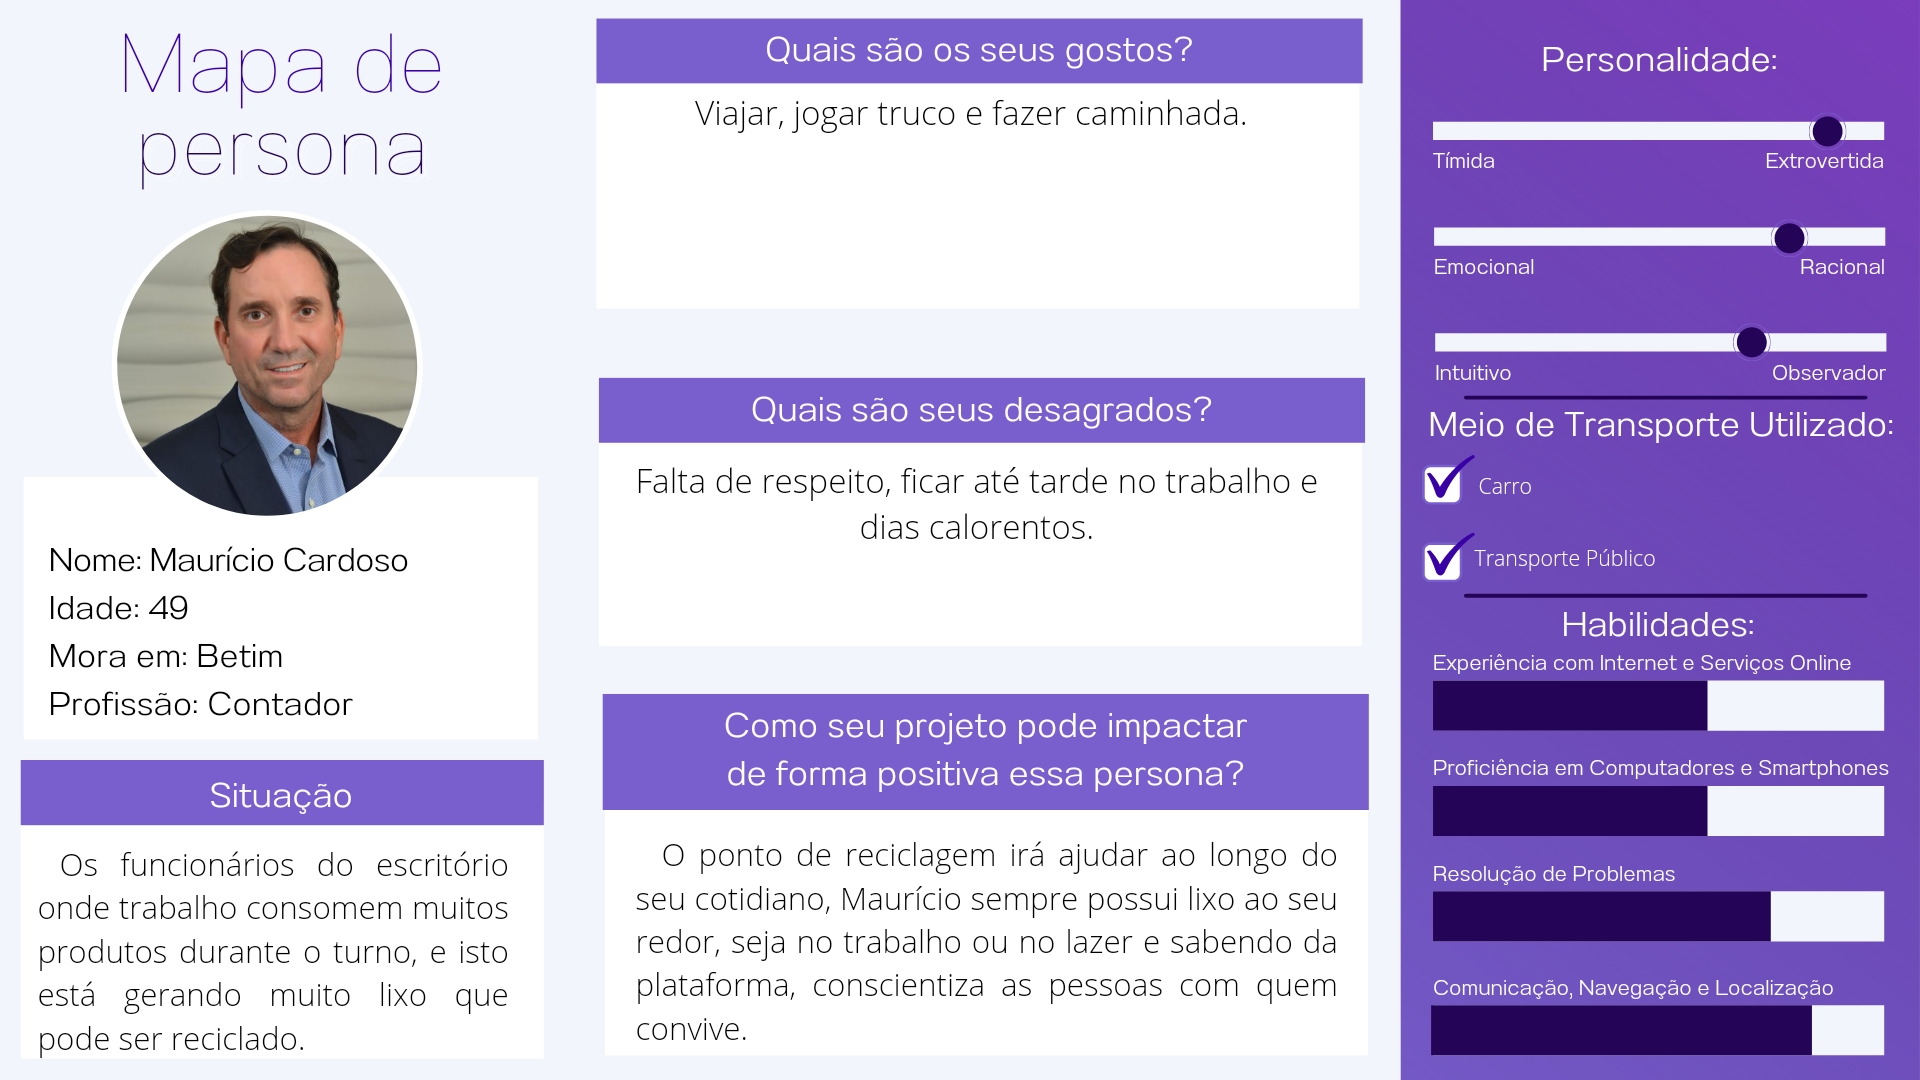 Mapa de
persona
Nome: Maurício Cardoso
Idade: 49
Mora em: Betim
Profissão: Contador
Situação
Os funcionários do escritório
onde trabalho consomem muitos
produtos durante o turno, e isto
está gerando muito lixo que
pode ser reciclado.
Quais são os seus gostos?
Viajar, jogar truco e fazer caminhada.
Quais são seus desagrados?
Falta de respeito, ficar até tarde no trabalho e
dias calorentos.
Como seu projeto pode impactar
de forma positiva essa persona?
O ponto de reciclagem irá ajudar ao longo do
seu cotidiano, Maurício sempre possui lixo ao seu
redor, seja no trabalho ou no lazer e sabendo da
plataforma, conscientiza as pessoas com quem
convive.
Personalidade:
Tímida Extrovertida
Emocional Racional
Intuitivo Observador
Meio de Transporte Utilizado:
Carro
Transporte Público
Habilidades:
Experiência com Internet e Serviços Online
Proficiência em Computadores e Smartphones
Resolução de Problemas
Comunicação, Navegação e Localização